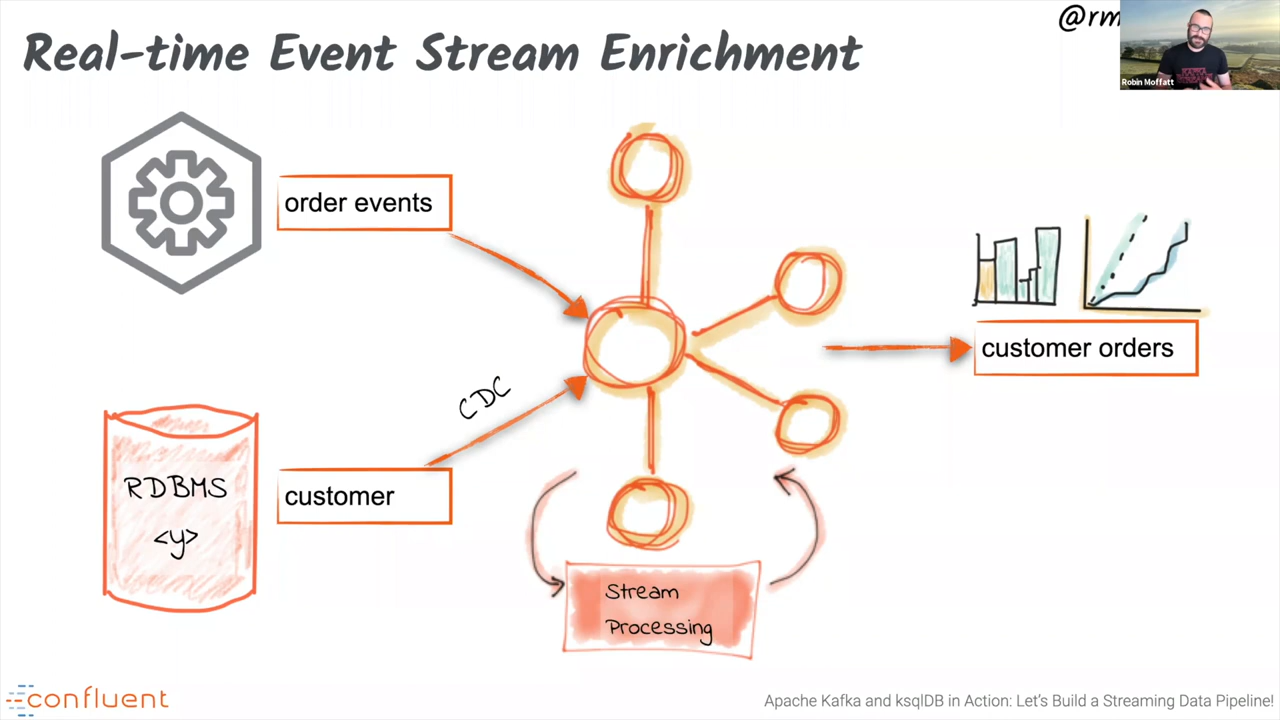 Real-time Event Stream Enrichment
@rm
Robin Moffatt
order events
customer orders
CDC
RDBMS
<y>
customer
Stream
Processing
confluent
Apache Kafka and ksqlDB in Action: Let's Build a Streaming Data Pipeline!